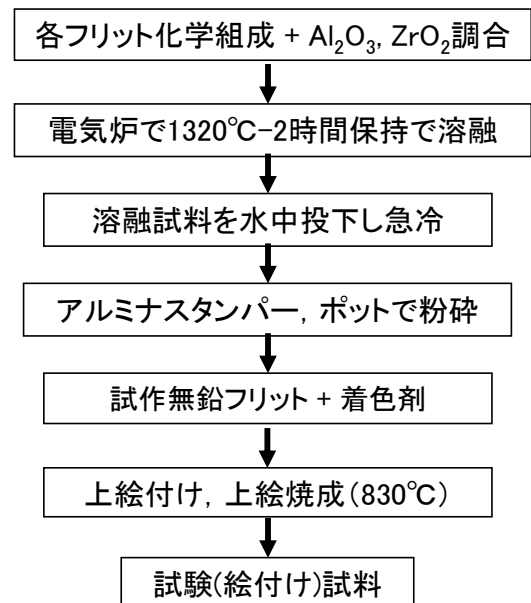 各フリット化学組成 + Al₂O₃, ZrO₂調合
電気炉で1320℃-2時間保持で溶融
溶融試料を水中投下し急冷
アルミナスタンパー, ポットで粉砕
試作無鉛フリット + 着色剤
上絵付け, 上絵焼成(830℃)
試験(絵付け)試料